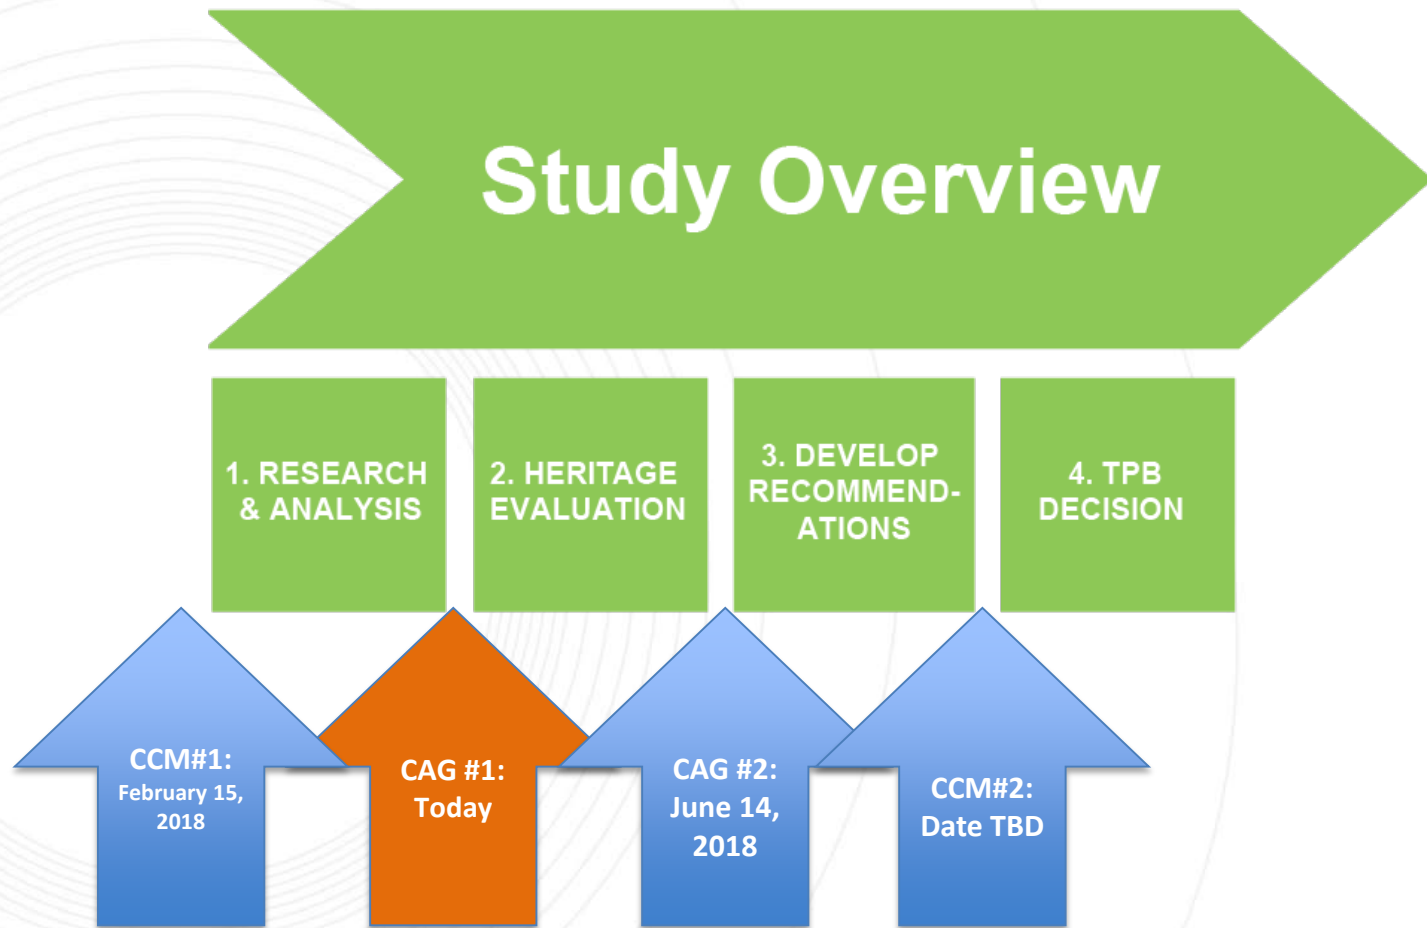 Study Overview
1. RESEARCH
& ANALYSIS
2. HERITAGE
EVALUATION
3. DEVELOP
RECOMMEND-
ATIONS
4. TPB
DECISION
CCM#1:
February 15,
2018
CAG #1:
Today
CAG #2:
June 14,
2018
CCM#2:
Date TBD